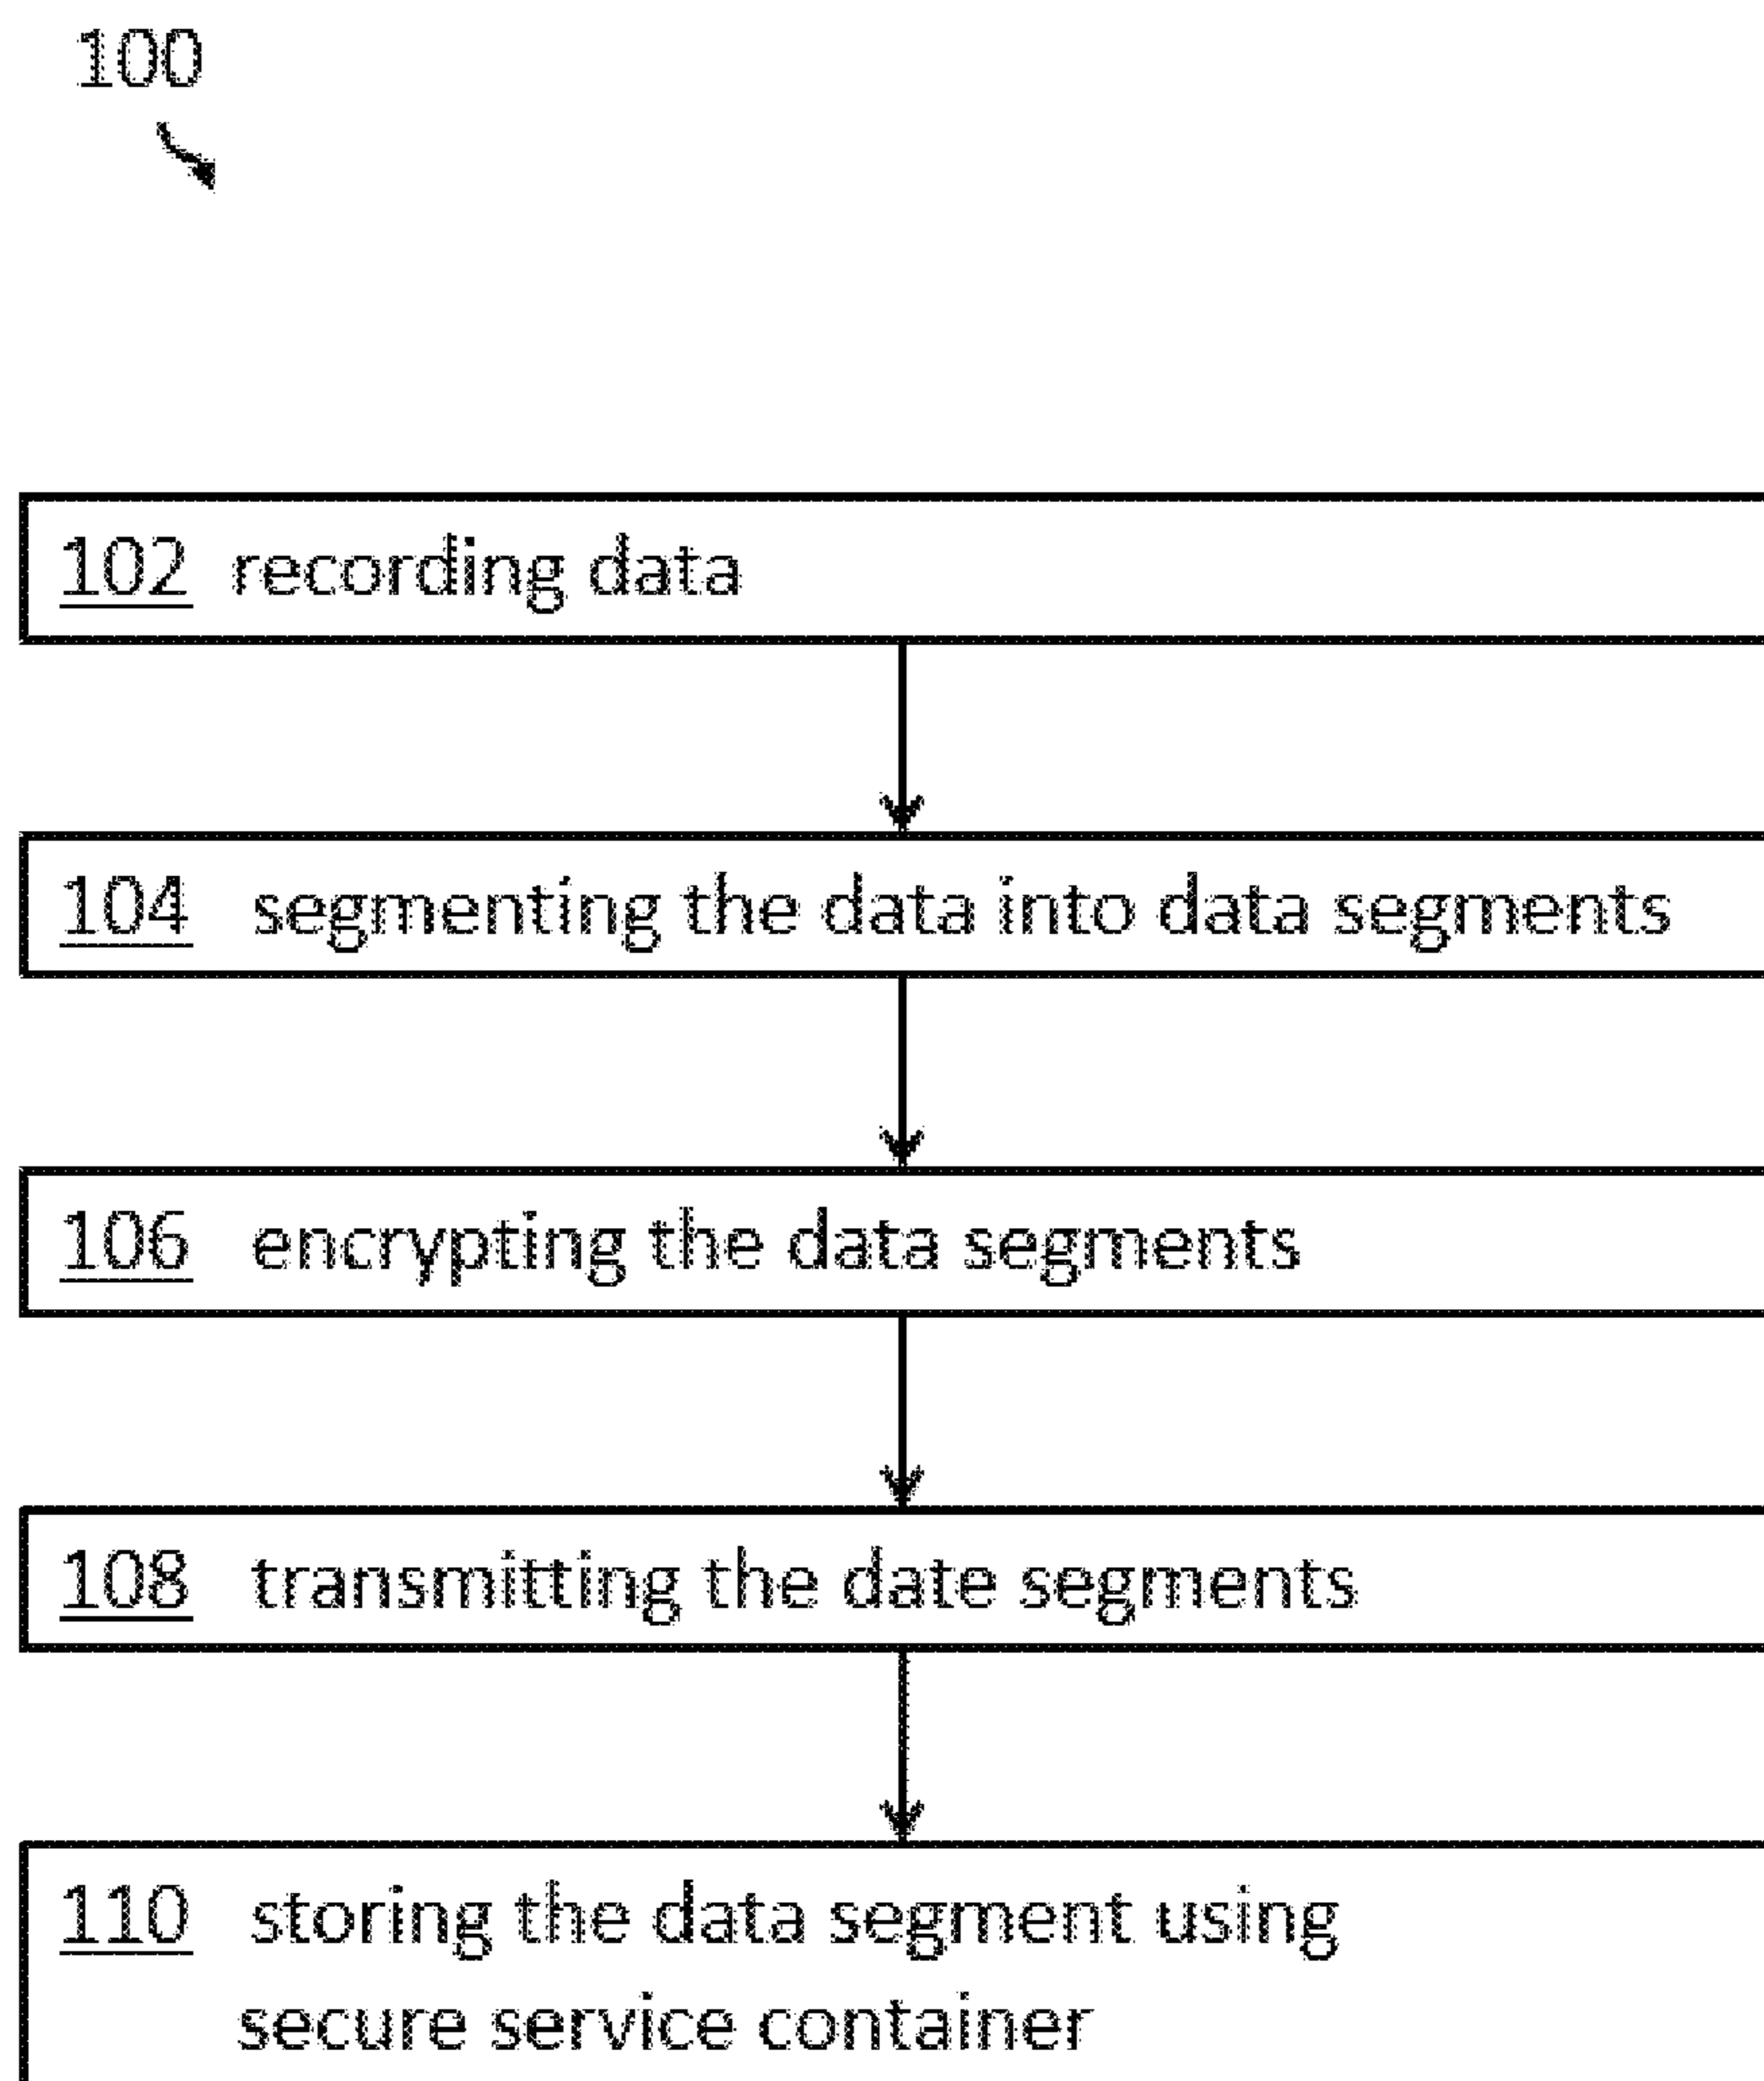 100
102 recording data
104 segmenting the data into data segments
106 encrypting the data segments
108 transmitting the date segments
110 storing the data segment using
secure service container